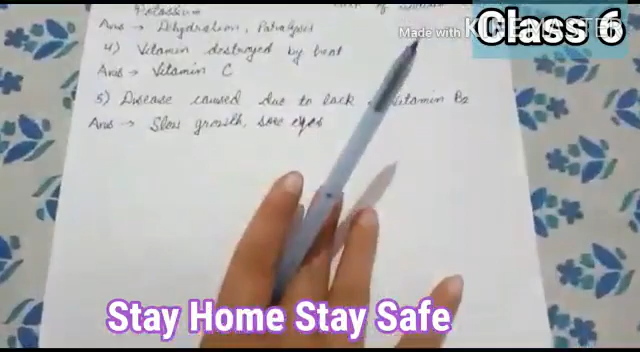 Potassium
Ans → Dehydration, Paralysis
4) Vitamin destroyed by heat
Ans → Vitamin C
5) Disease caused due to lack Vitamin B2
Ans → Slow growth, sore eyes
Made with KINEMASTER
Class 6
Stay Home Stay Safe